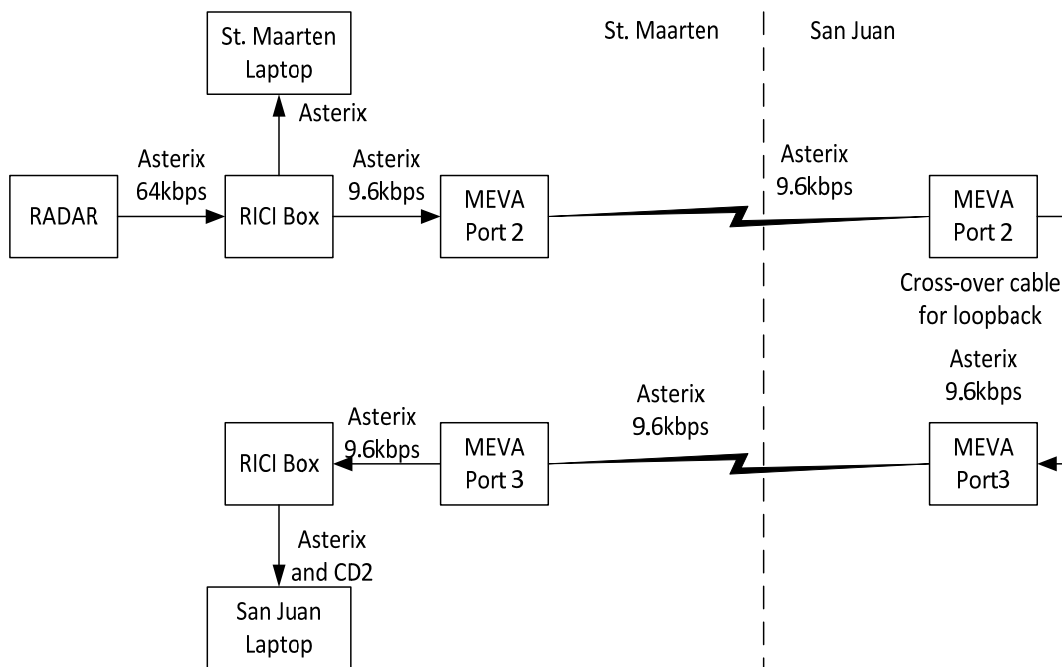 St. Maarten
Laptop
St. Maarten
San Juan
Asterix
Asterix
64kbps
Asterix
9.6kbps
Asterix
9.6kbps
RADAR
RICI Box
MEVA
Port 2
MEVA
Port 2
Cross-over cable
for loopback
Asterix
9.6kbps
Asterix
9.6kbps
Asterix
9.6kbps
RICI Box
MEVA
Port 3
MEVA
Port3
Asterix
and CD2
San Juan
Laptop